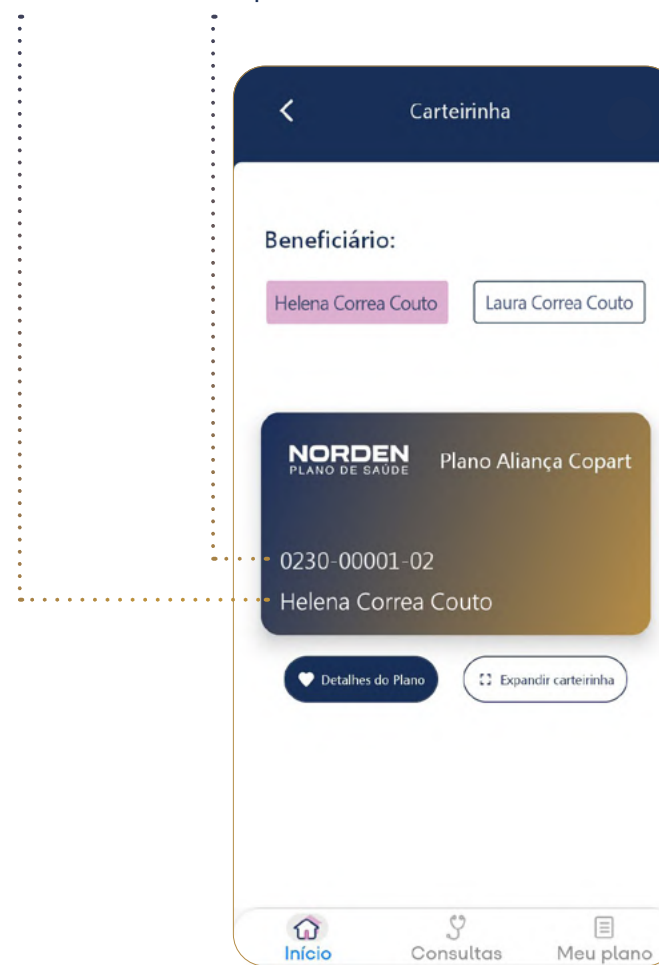 Carteirinha
Beneficiário:
Helena Correa Couto
Laura Correa Couto
NORDEN
PLANO DE SAÚDE
Plano Aliança Copart
0230-00001-02
Helena Correa Couto
Detalhes do Plano
Expandir carteirinha
Início
Consultas
Meu plano